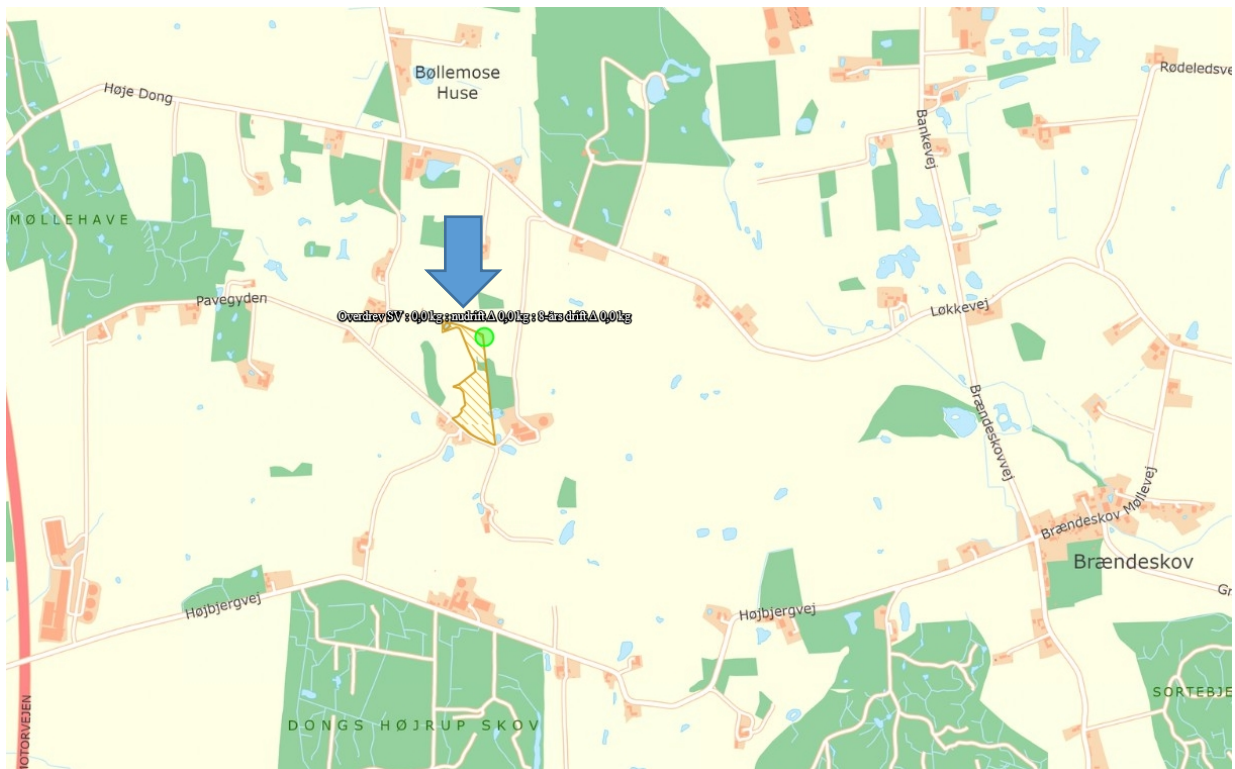 Bøllemose
Huse
Rødeledsve
Høje Dong
Bankevej
MØLLEHAVE
Pavegyden
Løkkevej
Overdrev SV : 0,0 kg : nudrift Δ 0,0 kg : 8-års drift Δ 0,0 kg
Brændeskovvej
Brændeskov Møllevej
Brændeskov
Gr
Højbjergvej
Højbjergvej
SORTEBJE
DONGS HØJRUP SKOV
MOTORVEJEN